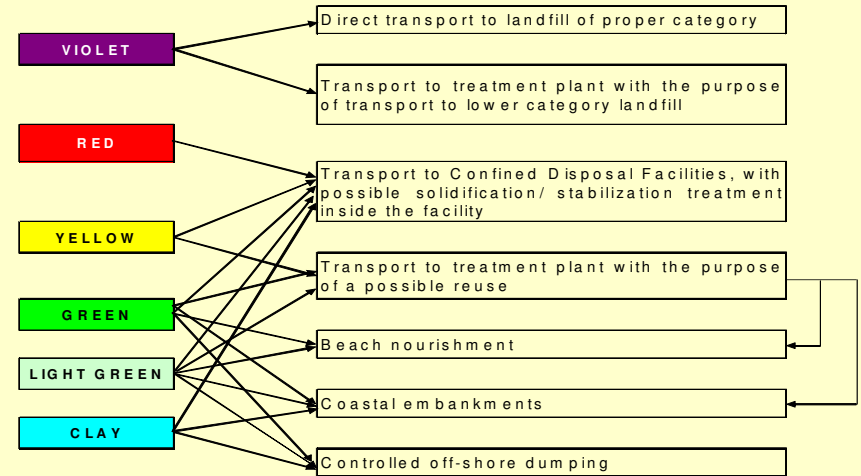 VIOLET
RED
YELLOW
GREEN
LIGHT GREEN
CLAY
Direct transport to landfill of proper category
Transport to treatment plant with the purpose
of transport to lower category landfill
Transport to Confined Disposal Facilities, with
possible solidification/ stabilization treatment
inside the facility
Transport to treatment plant with the purpose
of a possible reuse
Beach nourishment
Coastal embankments
Controlled off-shore dumping